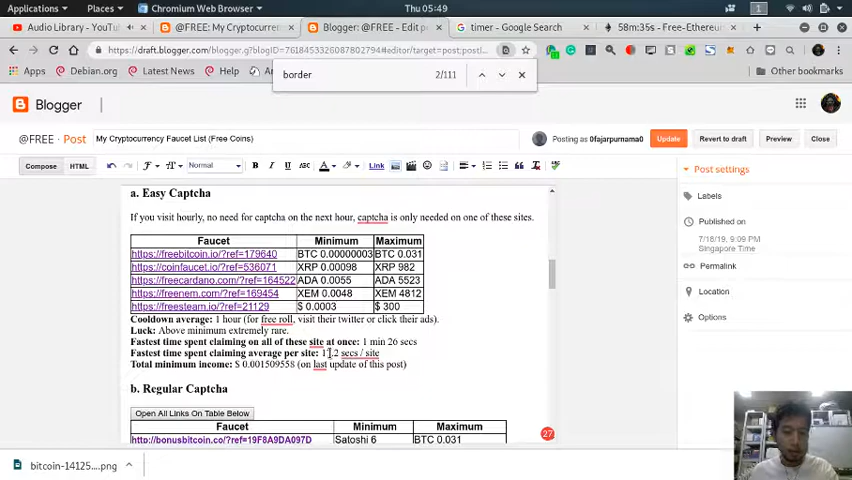 Applications
Places
Chromium Web Browser
Thu Jul 18, 05:49
1
Audio Library - YouTub
@FREE: My Cryptocurren
Blogger: @FREE - Edit p
timer - Google Search
58m:35s - Free-Ethereum
https://draft.blogger.com/blogger.g?blogID=7618453326087802794#editor/target=post;post
Apps
Debian.org
Latest News
Help
Other bookmarks
border
2/111
Blogger
@FREE · Post
My Cryptocurrency Faucet List (Free Coins)
Posting as 0fajarpurnama0
Update
Revert to draft
Preview
Close
Compose
HTML
Normal
Link
Post settings
Labels
Published on
7/18/19, 9:09 PM
Singapore Time
Permalink
Location
Options
a. Easy Captcha
If you visit hourly, no need for captcha on the next hour, captcha is only needed on one of these sites.
Faucet Minimum Maximum
https://freebitcoin.io/?ref=179640 BTC 0.00000003 BTC 0.031
https://coinfaucet.io/?ref=536071 XRP 0.00098 XRP 982
https://freecardano.com/?ref=164522 ADA 0.0055 ADA 5523
https://freenem.com/?ref=169454 XEM 0.0048 XEM 4812
https://freesteam.io/?ref=21129 $ 0.0003 $ 300
Cooldown average: 1 hour (for free roll, visit their twitter or click their ads).
Luck: Above minimum extremely rare.
Fastest time spent claiming on all of these site at once: 1 min 26 secs
Fastest time spent claiming average per site: secs / site
Total minimum income: $ 0.001509558 (on last update of this post)
b. Regular Captcha
Open All Links On Table Below
Faucet Minimum Maximum
http://bonusbitcoin.co/?ref=19F8A9DA097D Satoshi 6 BTC 0.031
27
bitcoin-14125....png